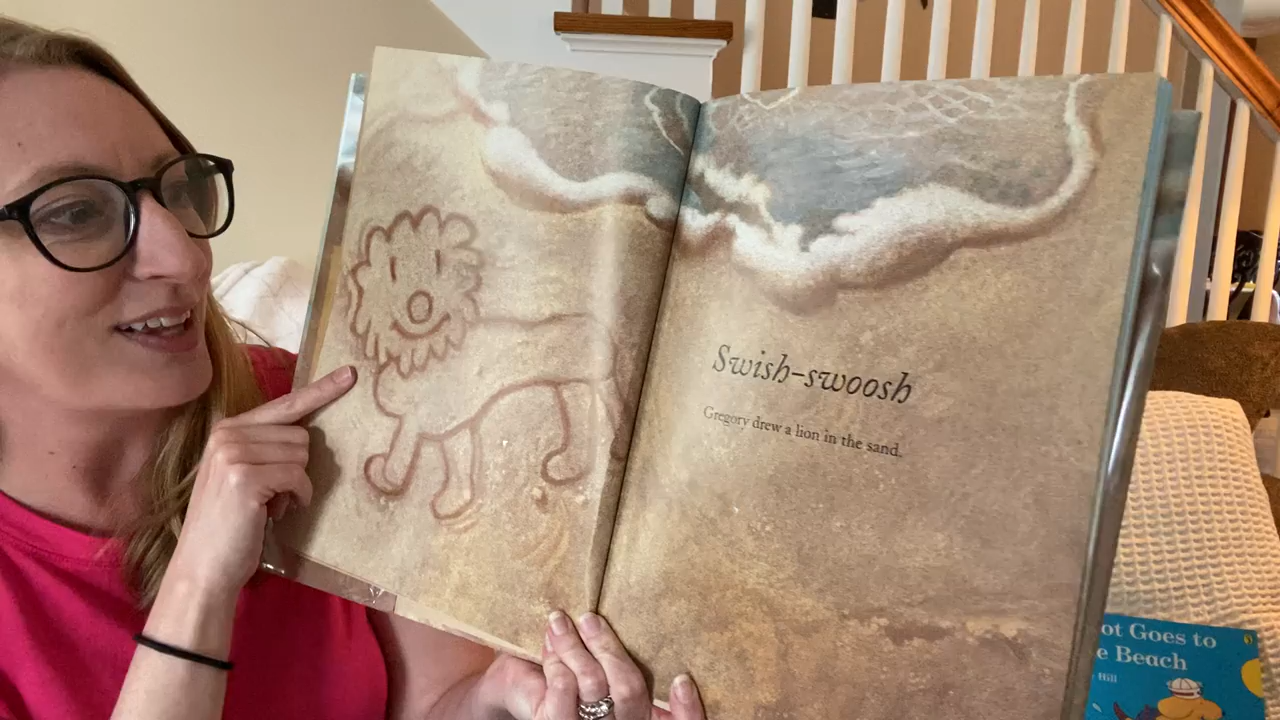 Swish-swoosh
Gregory drew a lion in the sand.
ot Goes to
e Beach
Hill